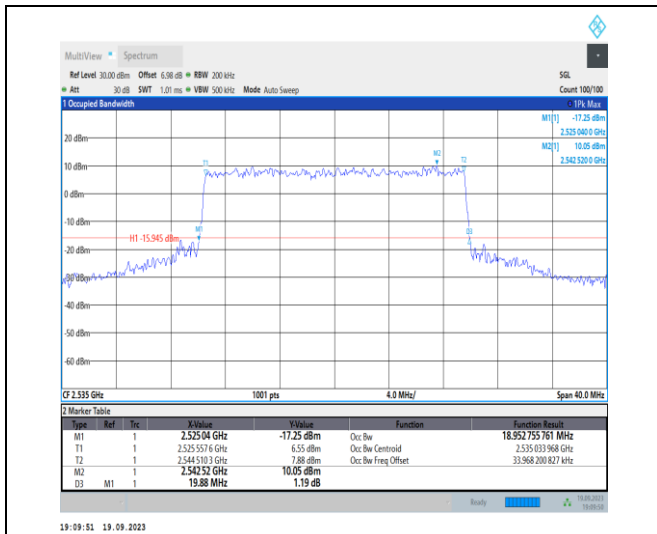 MultiView Spectrum
Ref Level 30.00 dBm Offset 6.98 dB RBW 200 kHz SGL
Att 30 dB SWT 1.01 ms VBW 500 kHz Mode Auto Sweep Count 100/100
1 Occupied Bandwidth 1Pk Max
M1[1] -17.25 dBm
2.525 040 0 GHz
M2[1] 10.05 dBm
2.542 520 0 GHz
20 dBm
M2
T1 T2
10 dBm
0 dBm
-10 dBm
M1 D3
H1 -15.945 dBm
-20 dBm
-30 dBm
-40 dBm
-50 dBm
-60 dBm
CF 2.535 GHz 1001 pts 4.0 MHz/ Span 40.0 MHz
2 Marker Table
Type Ref Trc X-Value Y-Value Function Function Result
M1 1 2.52504 GHz -17.25 dBm Occ Bw 18.952 755 761 MHz
T1 1 2.525 557 6 GHz 6.55 dBm Occ Bw Centroid 2.535 033 968 GHz
T2 1 2.544 510 3 GHz 7.88 dBm Occ Bw Freq Offset 33.968 200 827 kHz
M2 1 2.54252 GHz 10.05 dBm
D3 M1 1 19.88 MHz 1.19 dB
Ready 19.09.2023
19:09:50
19:09:51 19.09.2023